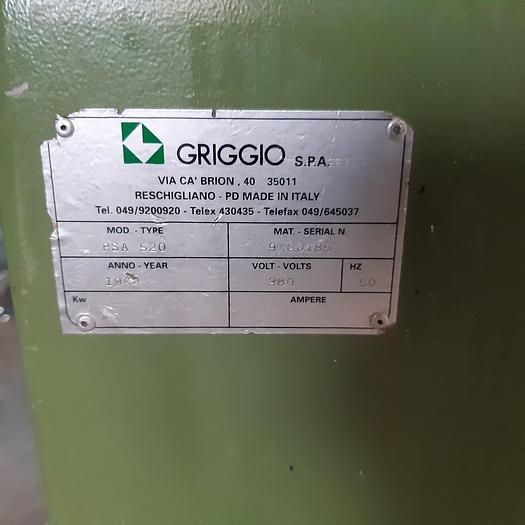 GRIGGIO S.P.A.
VIA CA' BRION, 40 35011
RESCHIGLIANO - PD MADE IN ITALY
Tel. 049/9200920 - Telex 430435 - Telefax 049/645037
MOD. - TYPE MAT. - SERIAL N.
PSA 520
ANNO - YEAR VOLT - VOLTS HZ
380 50
Kw AMPERE